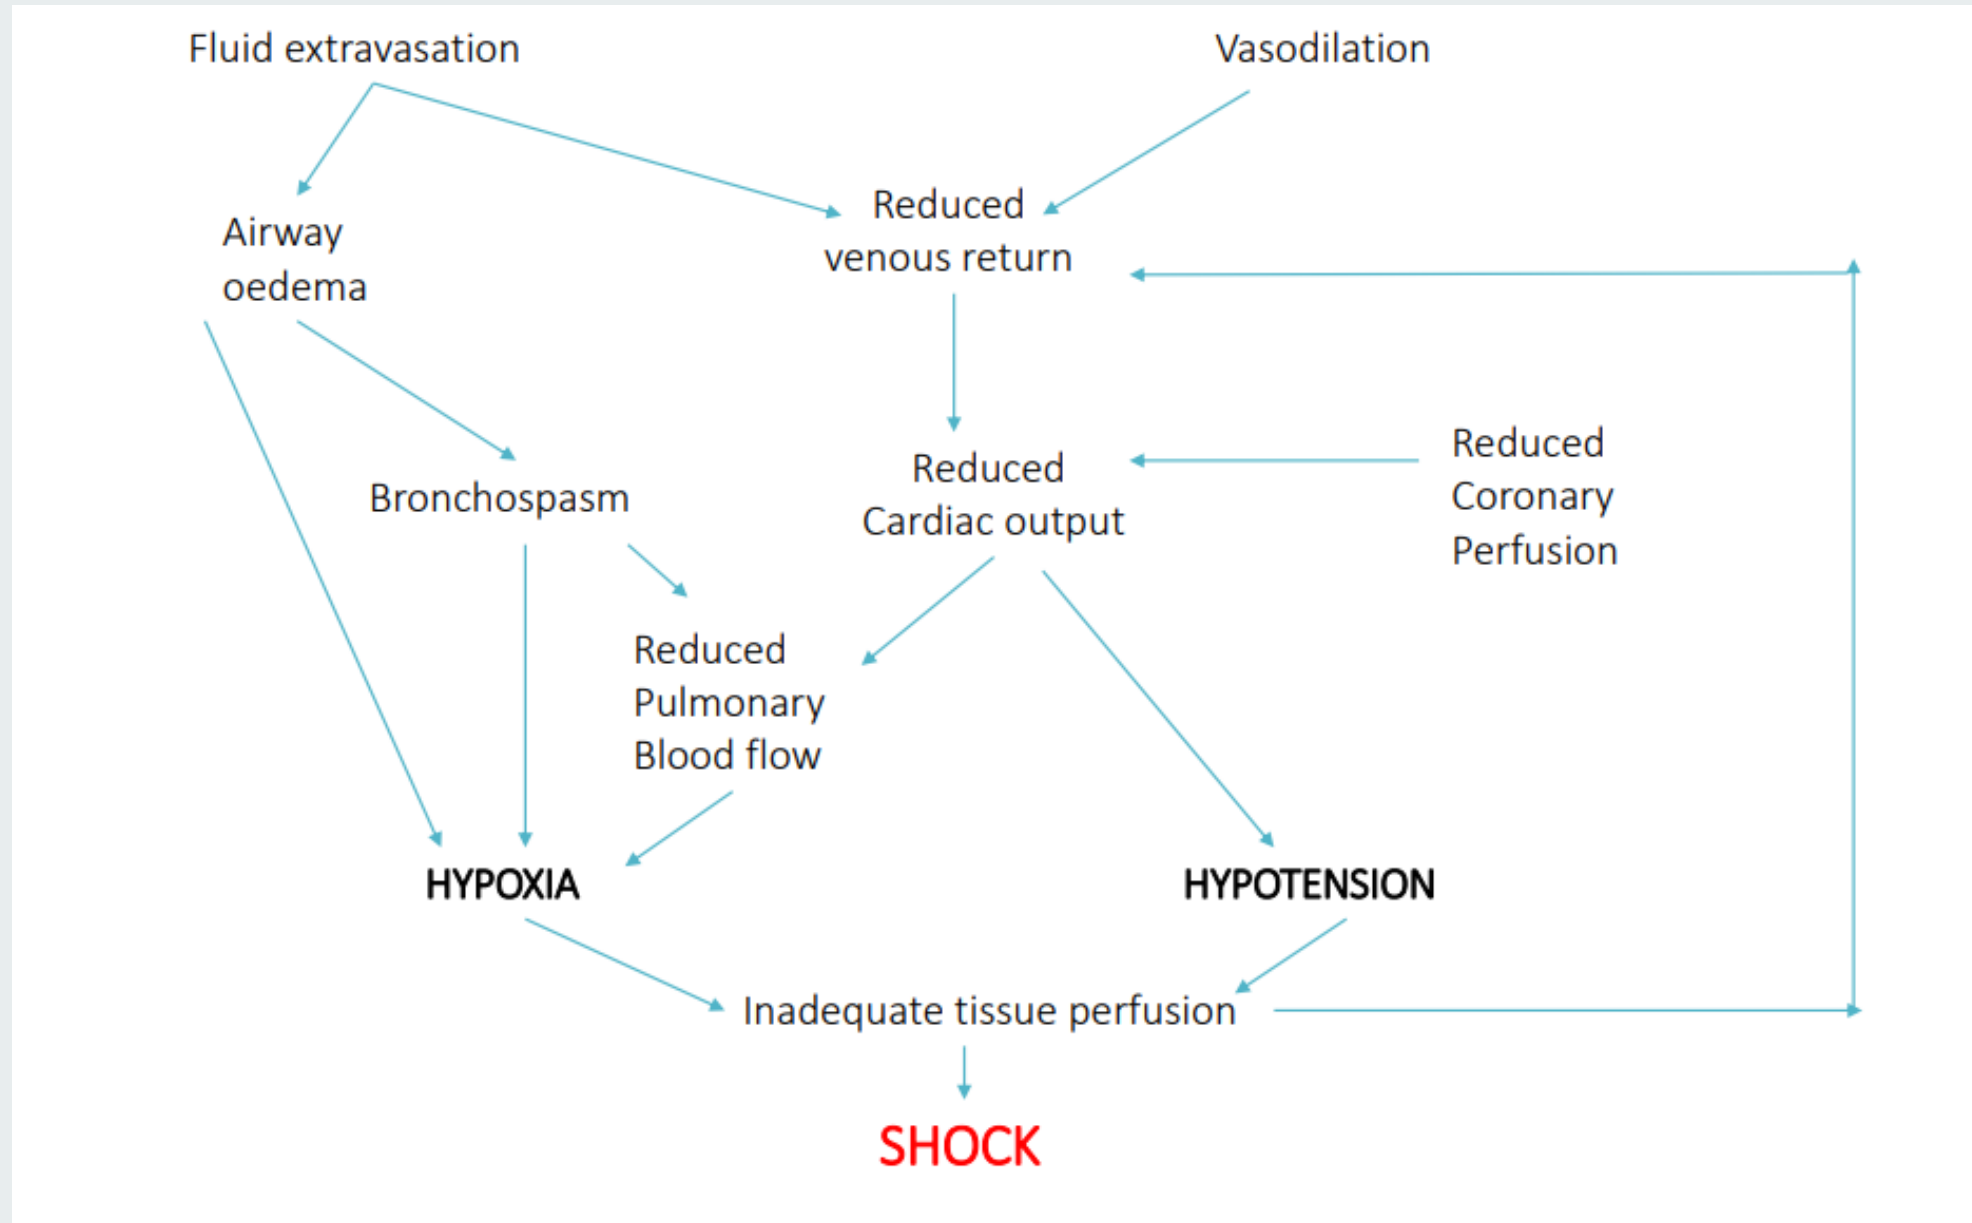 Fluid extravasation
Vasodilation
Reduced
venous return
Airway
oedema
Reduced
Cardiac output
Reduced
Coronary
Perfusion
Bronchospasm
Reduced
Pulmonary
Blood flow
HYPOXIA
HYPOTENSION
Inadequate tissue perfusion
SHOCK